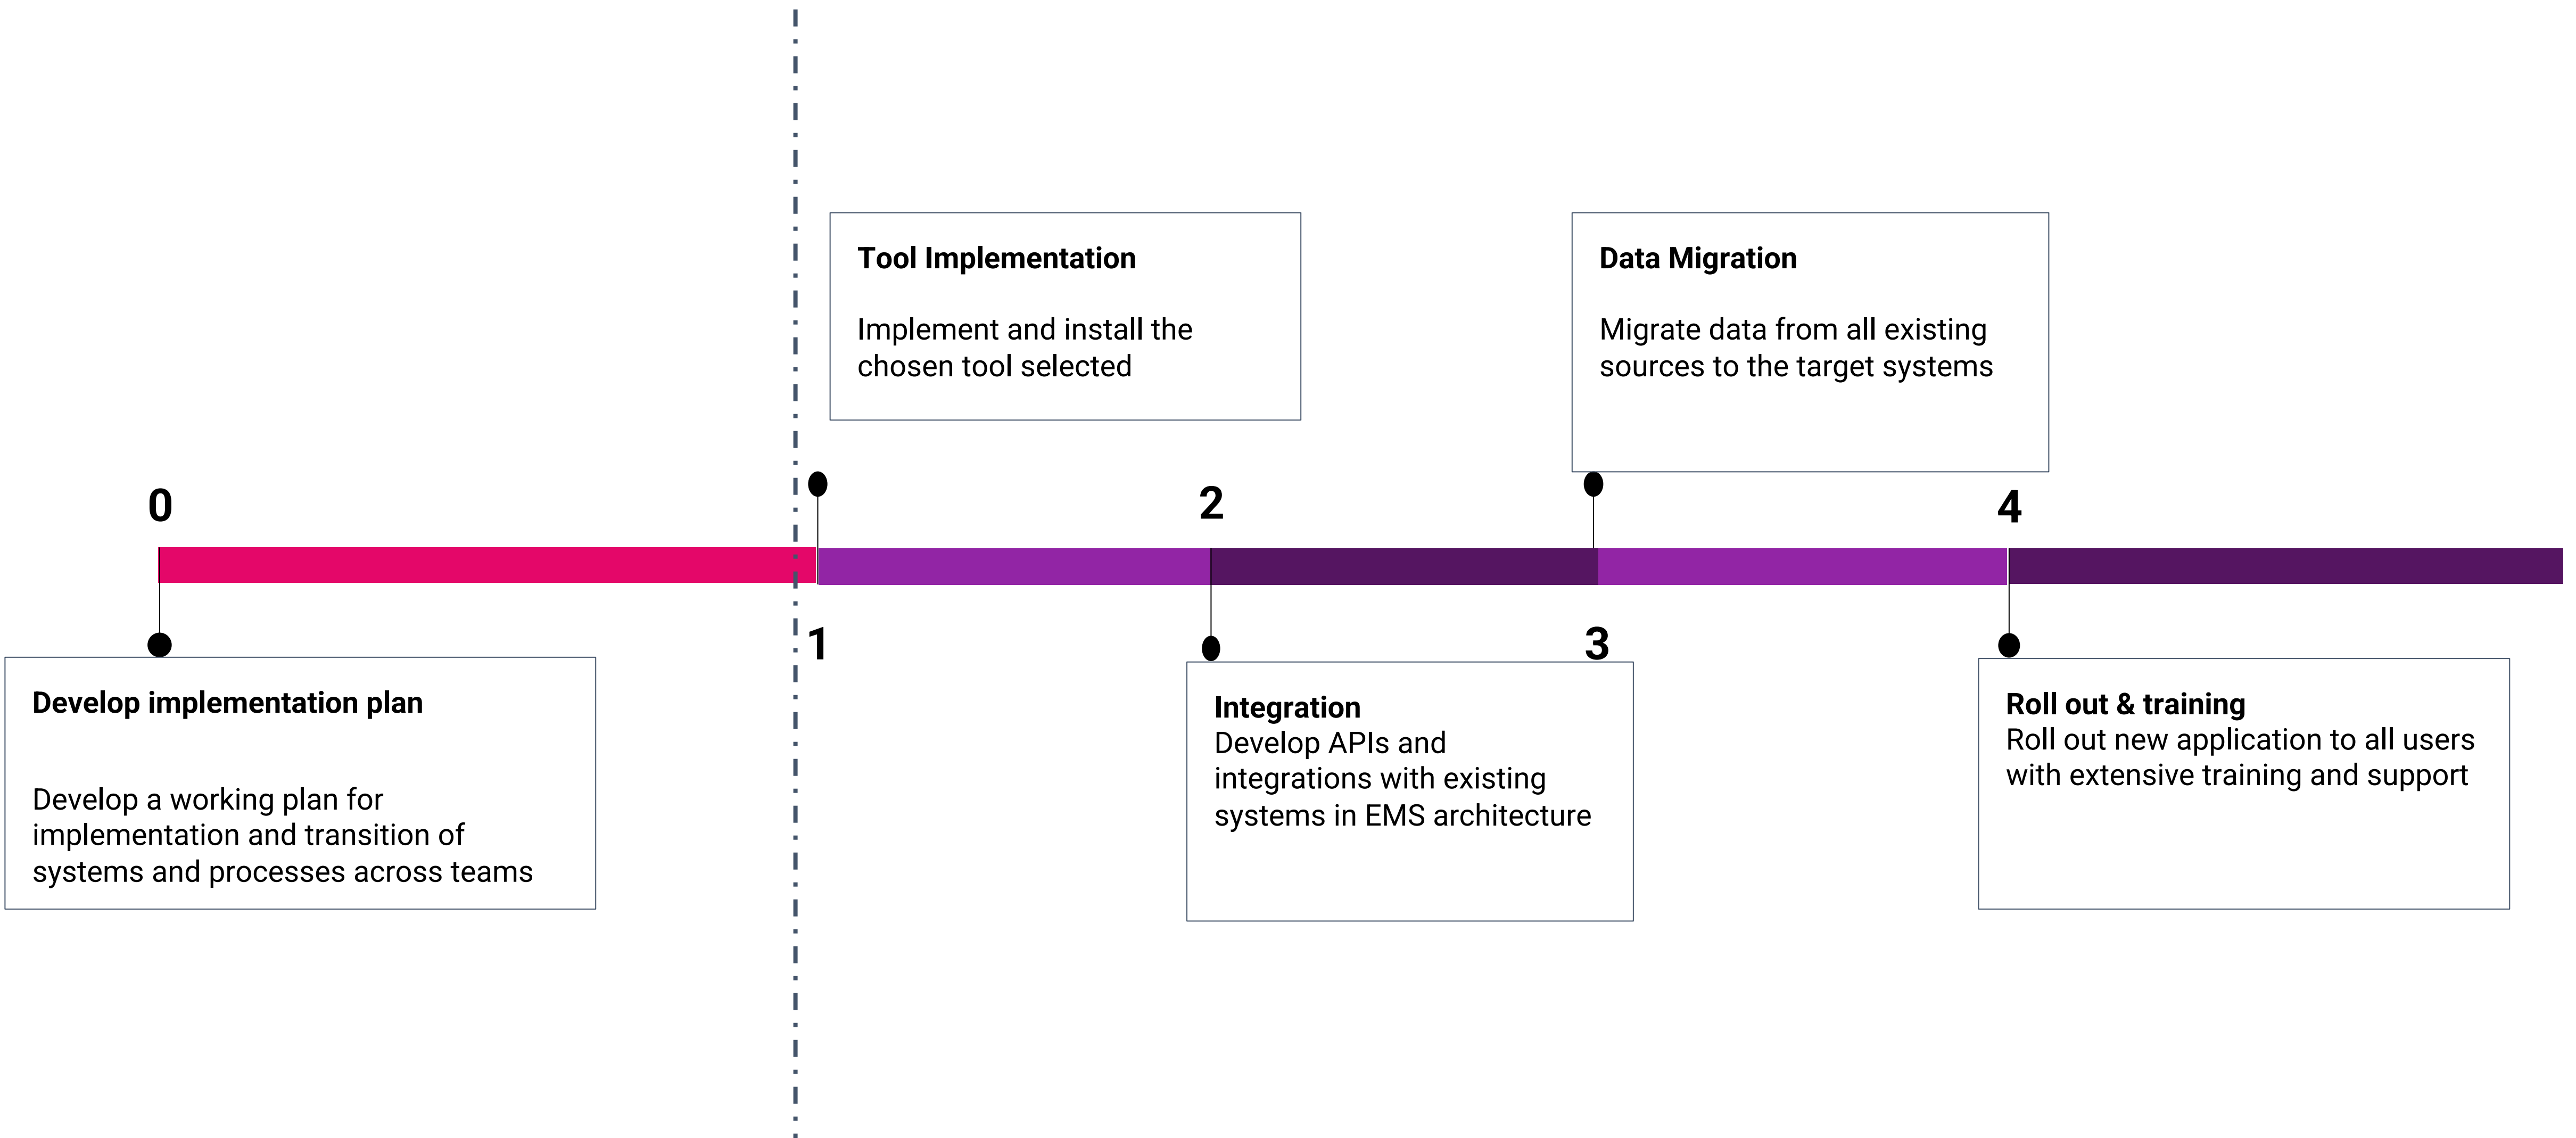 Tool Implementation
Implement and install the
chosen tool selected
Data Migration
Migrate data from all existing
sources to the target systems
0
2
4
1
3
Develop implementation plan
Develop a working plan for
implementation and transition of
systems and processes across teams
Integration
Develop APIs and
integrations with existing
systems in EMS architecture
Roll out & training
Roll out new application to all users
with extensive training and support